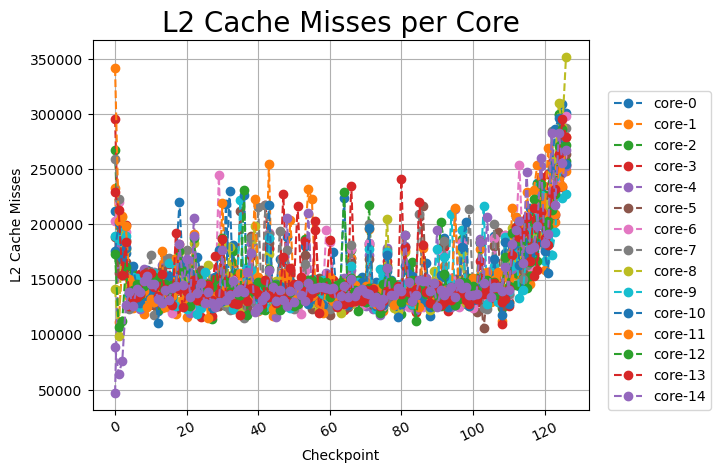 L2 Cache Misses per Core
350000
300000
250000
200000
150000
100000
50000
L2 Cache Misses
0
20
40
60
80
100
120
Checkpoint
core-0
core-1
core-2
core-3
core-4
core-5
core-6
core-7
core-8
core-9
core-10
core-11
core-12
core-13
core-14